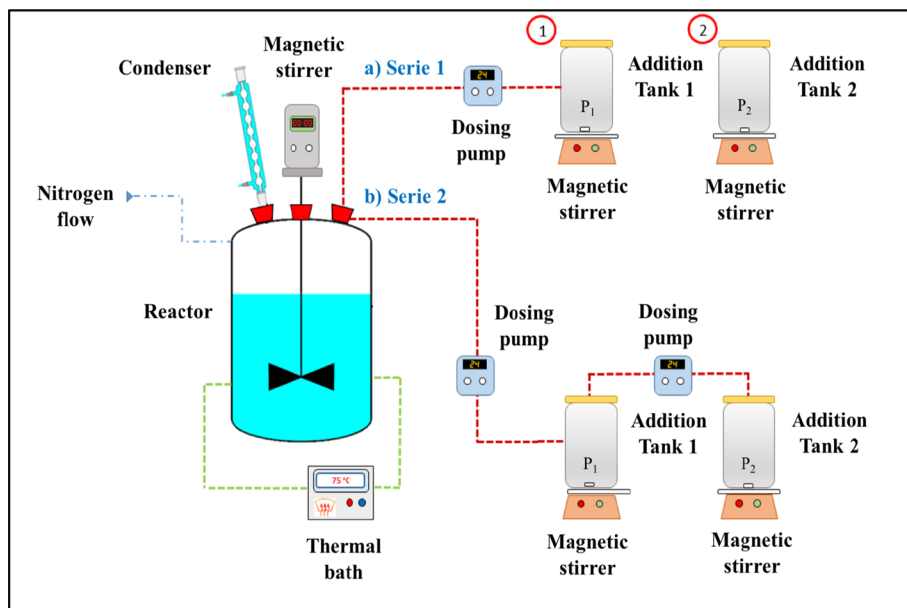 1
2
Magnetic
stirrer
Condenser
a) Serie 1
24
Dosing
pump
Addition
Tank 1
P1
Magnetic
stirrer
Addition
Tank 2
P2
Magnetic
stirrer
Nitrogen
flow
b) Serie 2
Reactor
Dosing
pump
24
Dosing
pump
24
Addition
Tank 1
P1
Magnetic
stirrer
Addition
Tank 2
P2
Magnetic
stirrer
75 °C
Thermal
bath